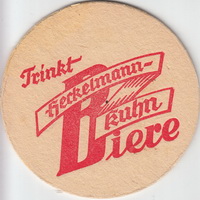 Trinkt
Heckelmann-
Kuhn
Biere